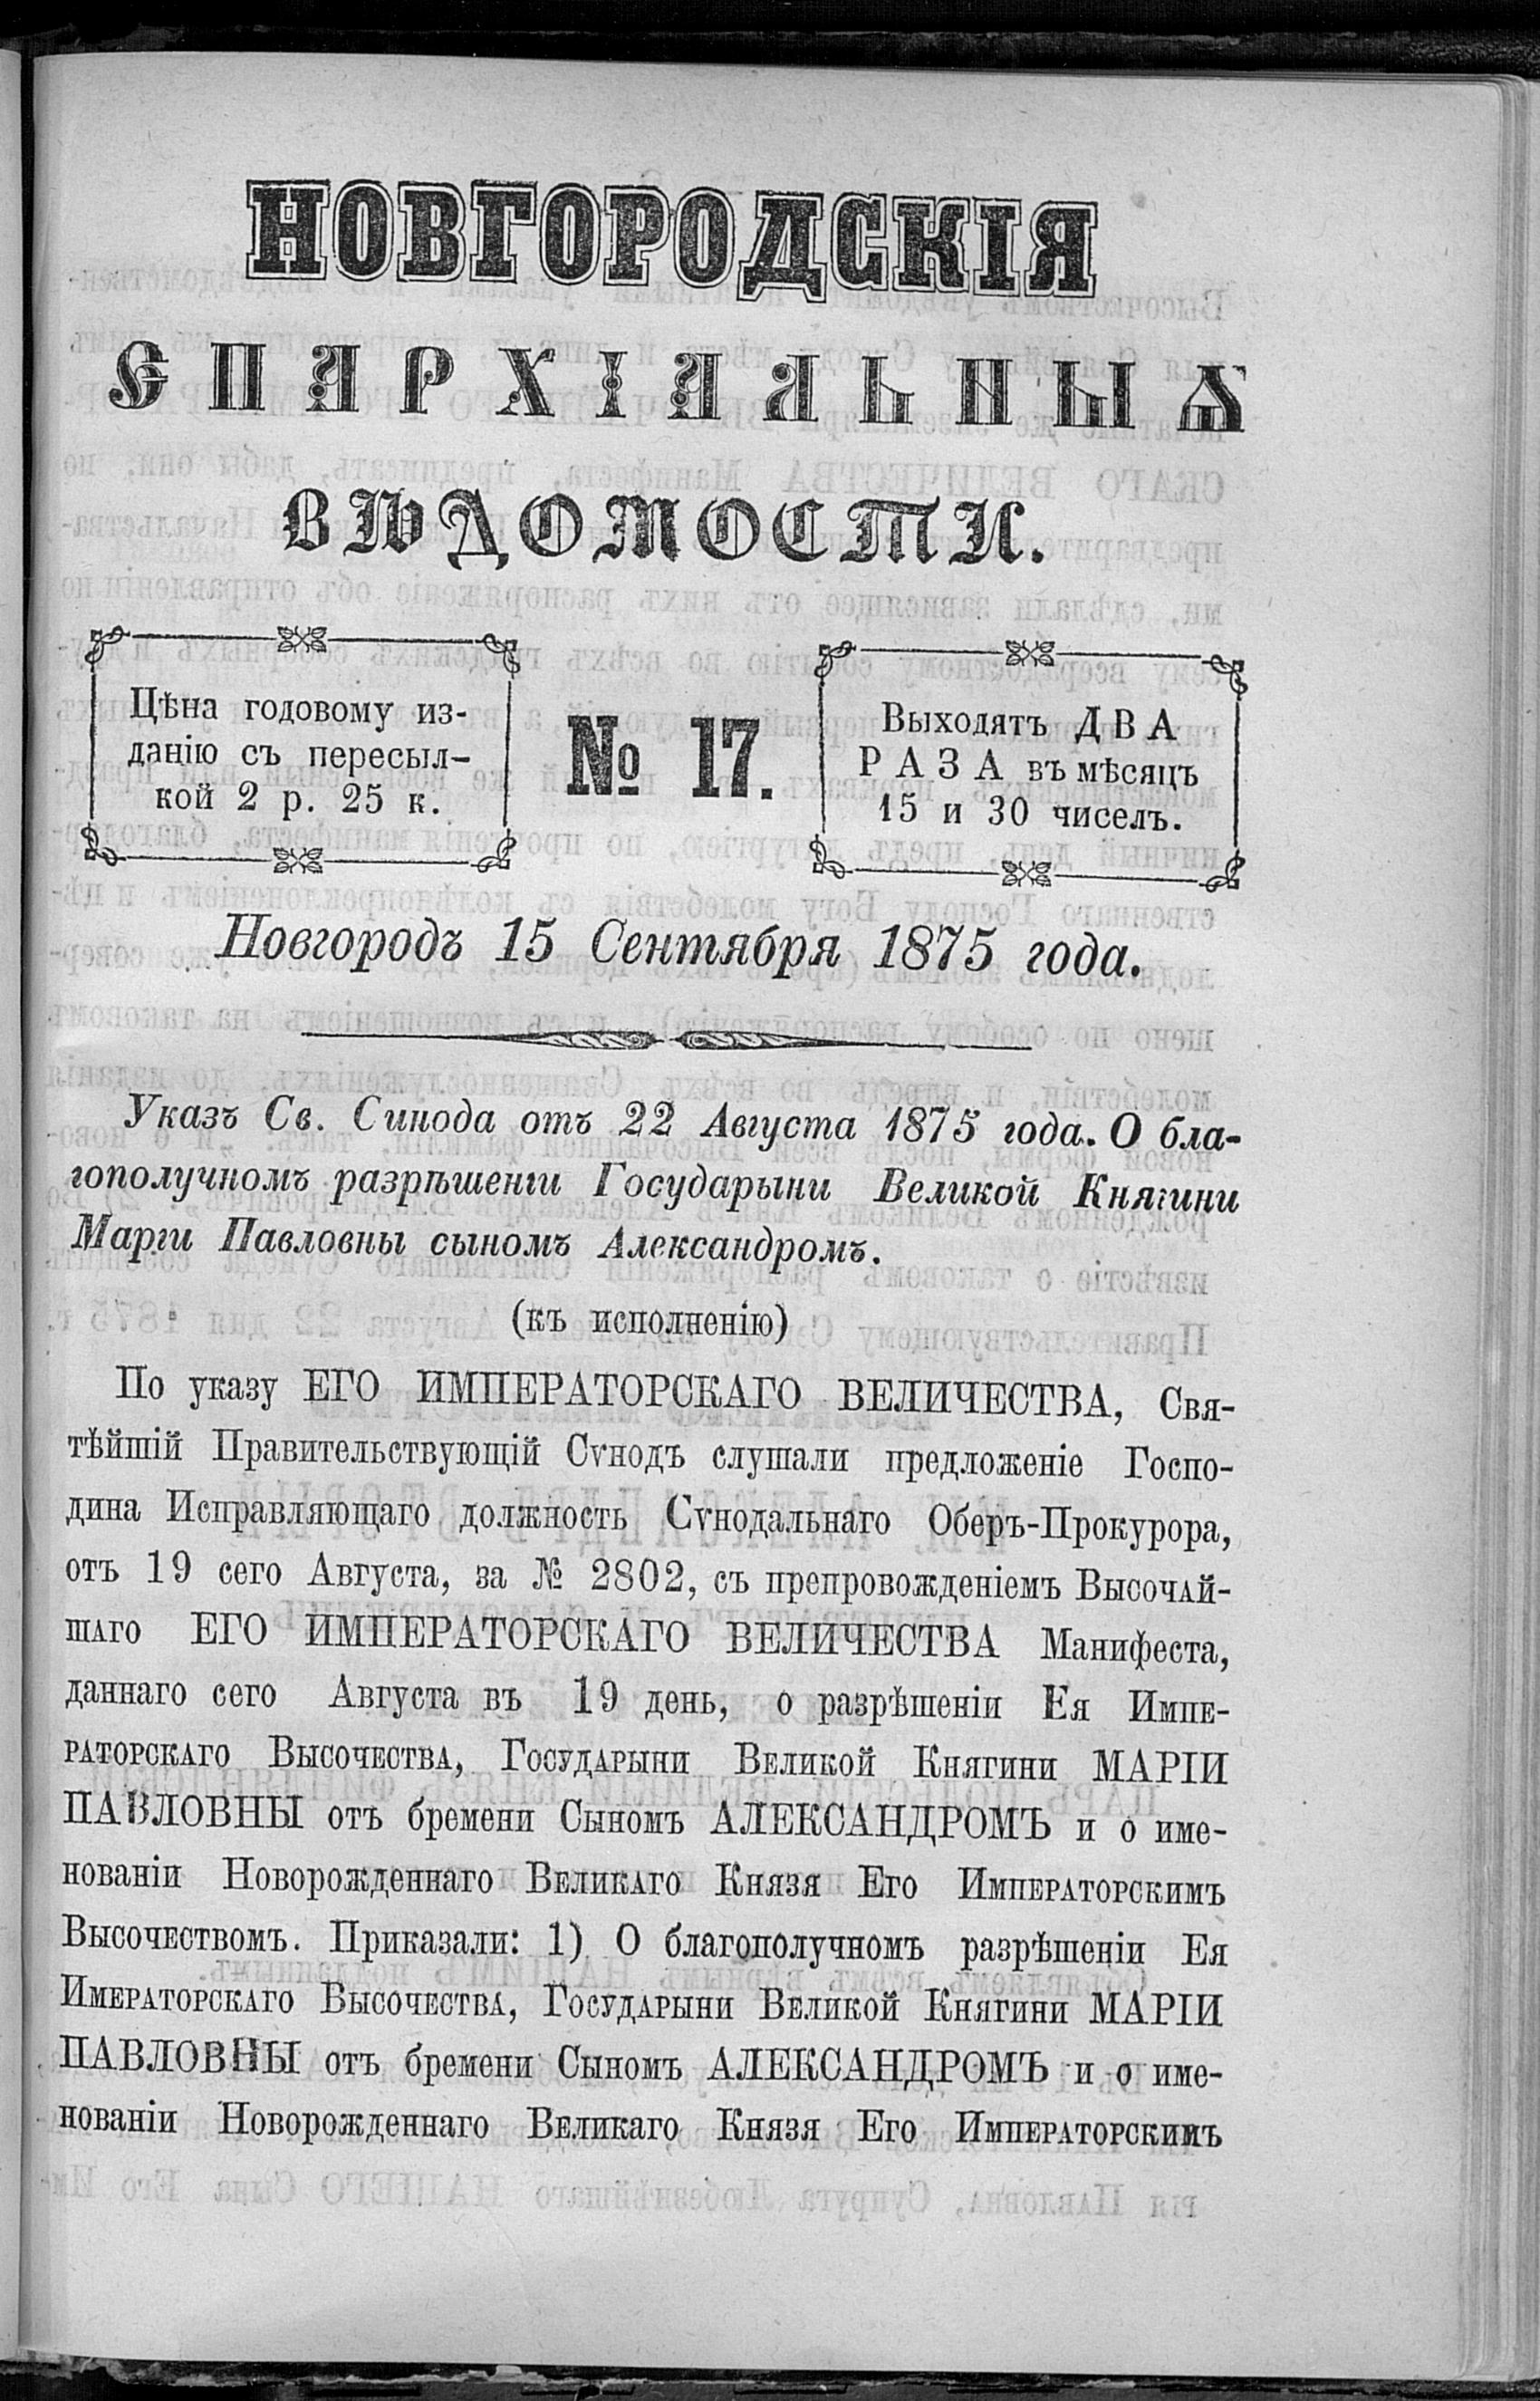 НОВГОРОДСКІЯ
ЄПАРХІАЛЬНЫѦ
ВѢДОМОСТИ.
Цѣна годовому из-
данію съ пересыл-
кой 2 р. 25 к.
№ 17.
Выходятъ ДВА
РАЗА въ мѣсяцъ
15 и 30 чиселъ.
Новгородъ 15 Сентября 1875 года.
Указъ Св. Синода отъ 22 Августа 1875 года. О бла-
гополучномъ разрѣшеніи Государыни Великой Княгини
Маріи Павловны сыномъ Александромъ.
(къ исполненію)
По указу ЕГО ИМПЕРАТОРСКАГО ВЕЛИЧЕСТВА, Свя-
тѣйшій Правительствующій Сѵнодъ слушали предложеніе Госпо-
дина Исправляющаго должность Сѵнодальнаго Оберъ-Прокурора,
отъ 19 сего Августа, за № 2802, съ препровожденіемъ Высочай-
шаго ЕГО ИМПЕРАТОРСКАГО ВЕЛИЧЕСТВА Манифеста,
даннаго сего Августа въ 19 день, о разрѣшеніи Ея Импе-
раторскаго Высочества, Государыни Великой Княгини МАРІИ
ПАВЛОВНЫ отъ бремени Сыномъ АЛЕКСАНДРОМЪ и о име-
нованіи Новорожденнаго Великаго Князя Его Императорскимъ
Высочествомъ. Приказали: 1) О благополучномъ разрѣшеніи Ея
Имераторскаго Высочества, Государыни Великой Княгини МАРІИ
ПАВЛОВНЫ отъ бремени Сыномъ АЛЕКСАНДРОМЪ и о име-
нованіи Новорожденнаго Великаго Князя Его Императорскимъ